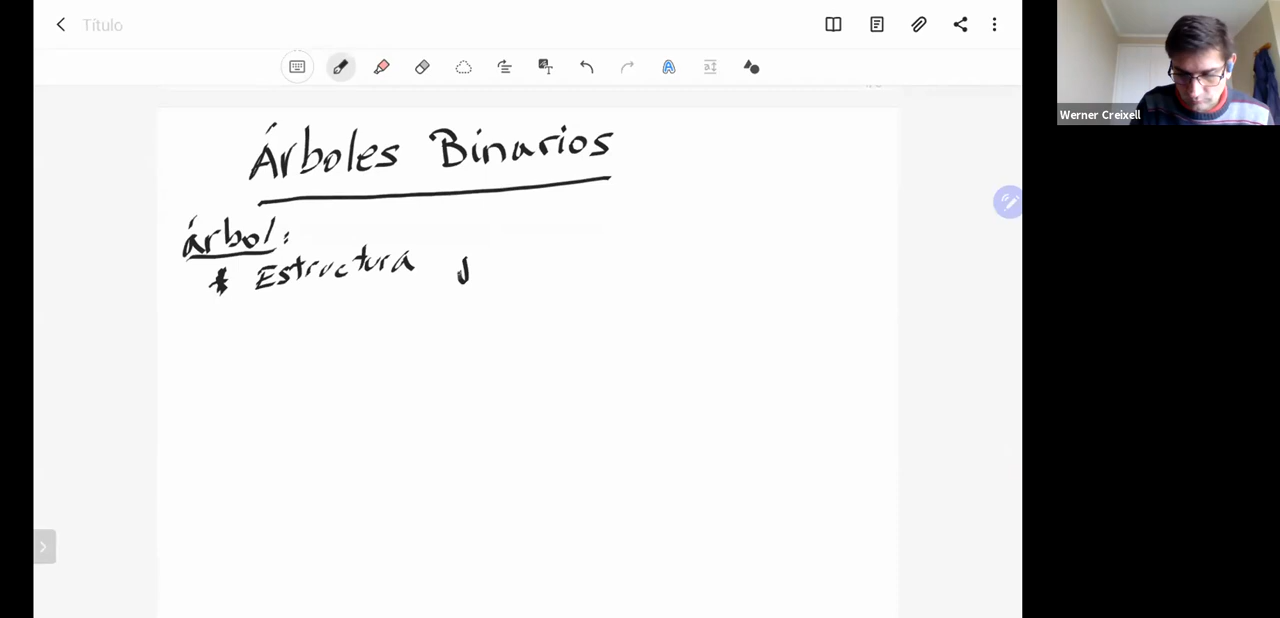 Título
Árboles Binarios
árbol:
* Estructura
Werner Creixell